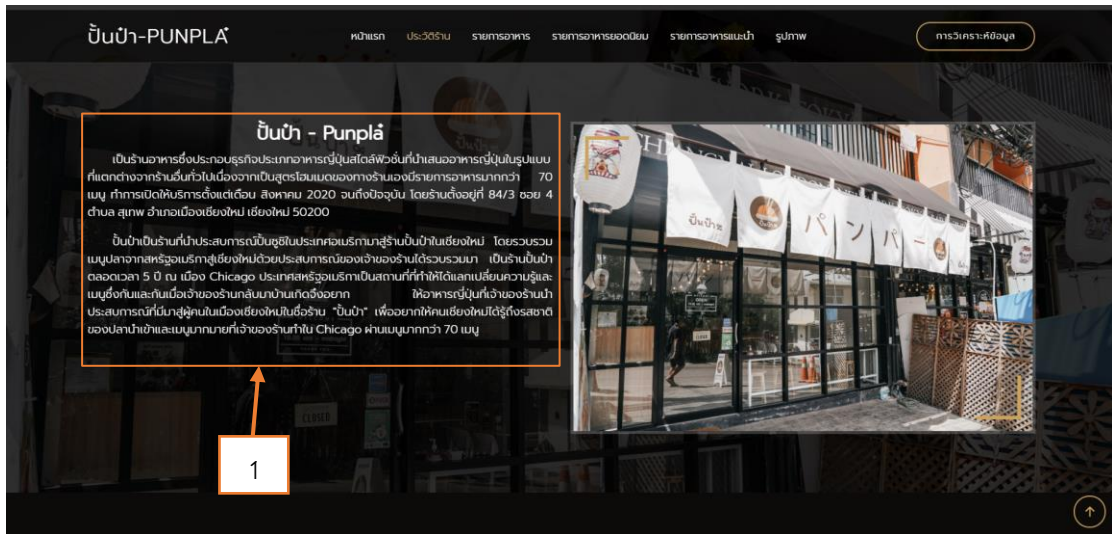 ปั้นป๋า-PUNPLA๋
หน้าแรก ประวัติร้าน รายการอาหาร รายการอาหารยอดนิยม รายการอาหารแนะนำ รูปภาพ การวิเคราะห์ข้อมูล
ปั้นป๋า - Punpla๋
เป็นร้านอาหารซึ่งประกอบธุรกิจประเภทอาหารญี่ปุ่นสไตล์ฟิวชั่นที่นำเสนออาหารญี่ปุ่นในรูปแบบ
ที่แตกต่างจากร้านอื่นทั่วไปเนื่องจากเป็นสูตรโฮมเมดของทางร้านเองมีรายการอาหารมากกว่า 70
เมนู ทำการเปิดให้บริการตั้งแต่เดือน สิงหาคม 2020 จนถึงปัจจุบัน โดยร้านตั้งอยู่ที่ 84/3 ซอย 4
ตำบล สุเทพ อำเภอเมืองเชียงใหม่ เชียงใหม่ 50200
ปั้นป๋าเป็นร้านที่นำประสบการณ์ปั้นซูชิในประเทศอเมริกามาสู่ร้านปั้นป๋าในเชียงใหม่ โดยรวบรวม
เมนูปลาจากสหรัฐอเมริกาสู่เชียงใหม่ด้วยประสบการณ์ของเจ้าของร้านได้รวบรวมมา เป็นร้านปั้นป๋า
ตลอดเวลา 5 ปี ณ เมือง Chicago ประเทศสหรัฐอเมริกาเป็นสถานที่ที่ทำให้ได้แลกเปลี่ยนความรู้และ
เมนูซึ่งกันและกันเมื่อเจ้าของร้านกลับมาบ้านเกิดจึงอยาก ให้อาหารญี่ปุ่นที่เจ้าของร้านนำ
ประสบการณ์ที่มีมาสู่ผู้คนในเมืองเชียงใหม่ในชื่อร้าน "ปั้นป๋า" เพื่ออยากให้คนเชียงใหม่ได้รู้ถึงรสชาติ
ของปลานำเข้าและเมนูมากมายที่เจ้าของร้านทำใน Chicago ผ่านเมนูมากกว่า 70 เมนู
ปั้นป๋า パンパー
CLOSED
1